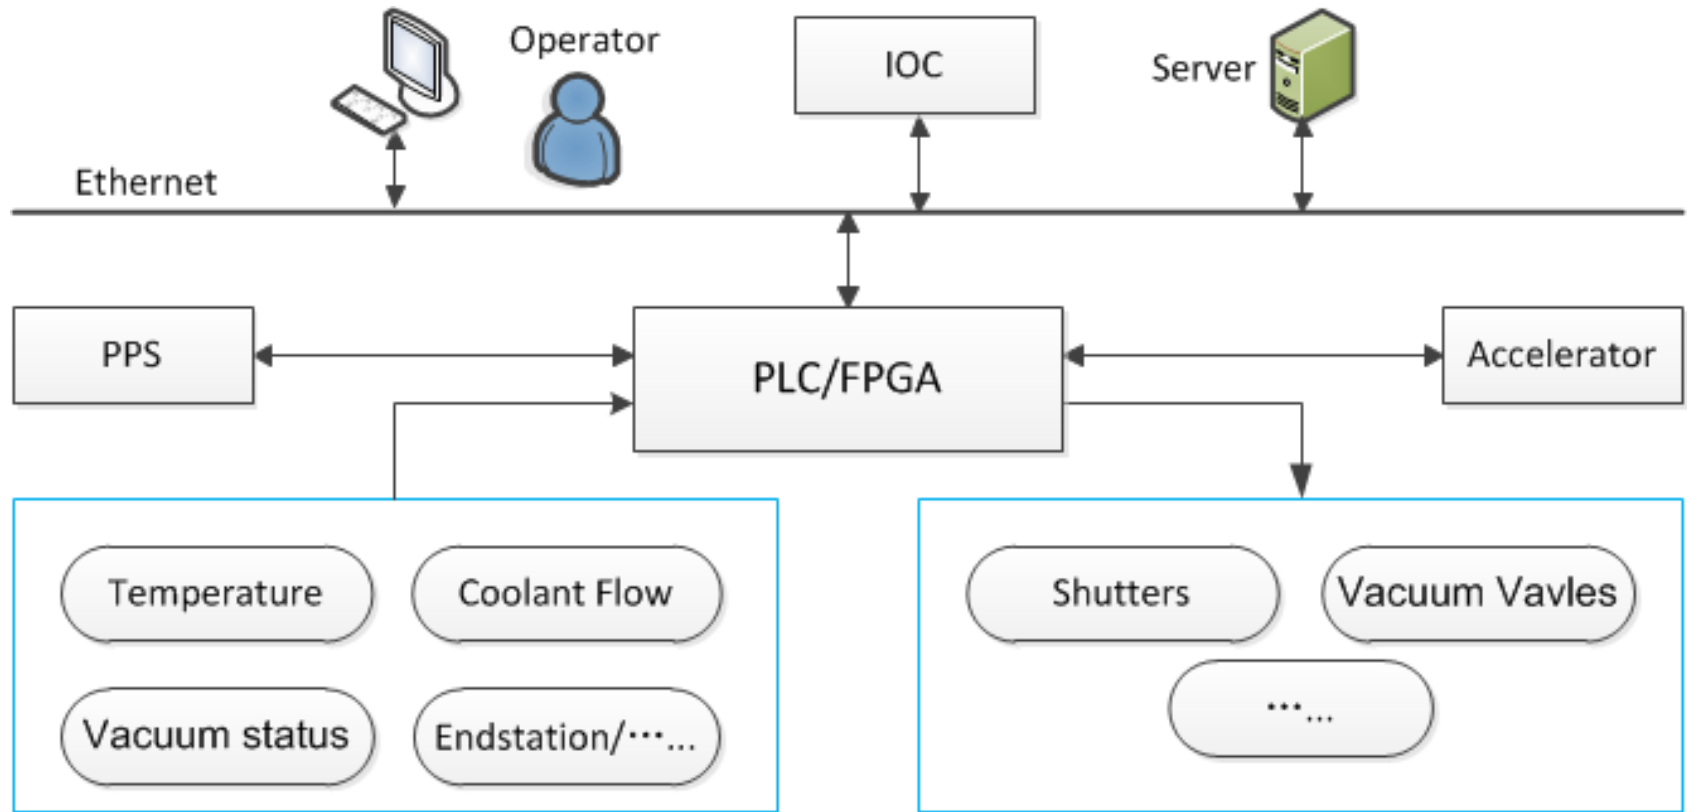 Operator
IOC
Server
Ethernet
PPS
PLC/FPGA
Accelerator
Temperature
Coolant Flow
Shutters
Vacuum Vavles
Vacuum status
Endstation/⋯...
⋯...